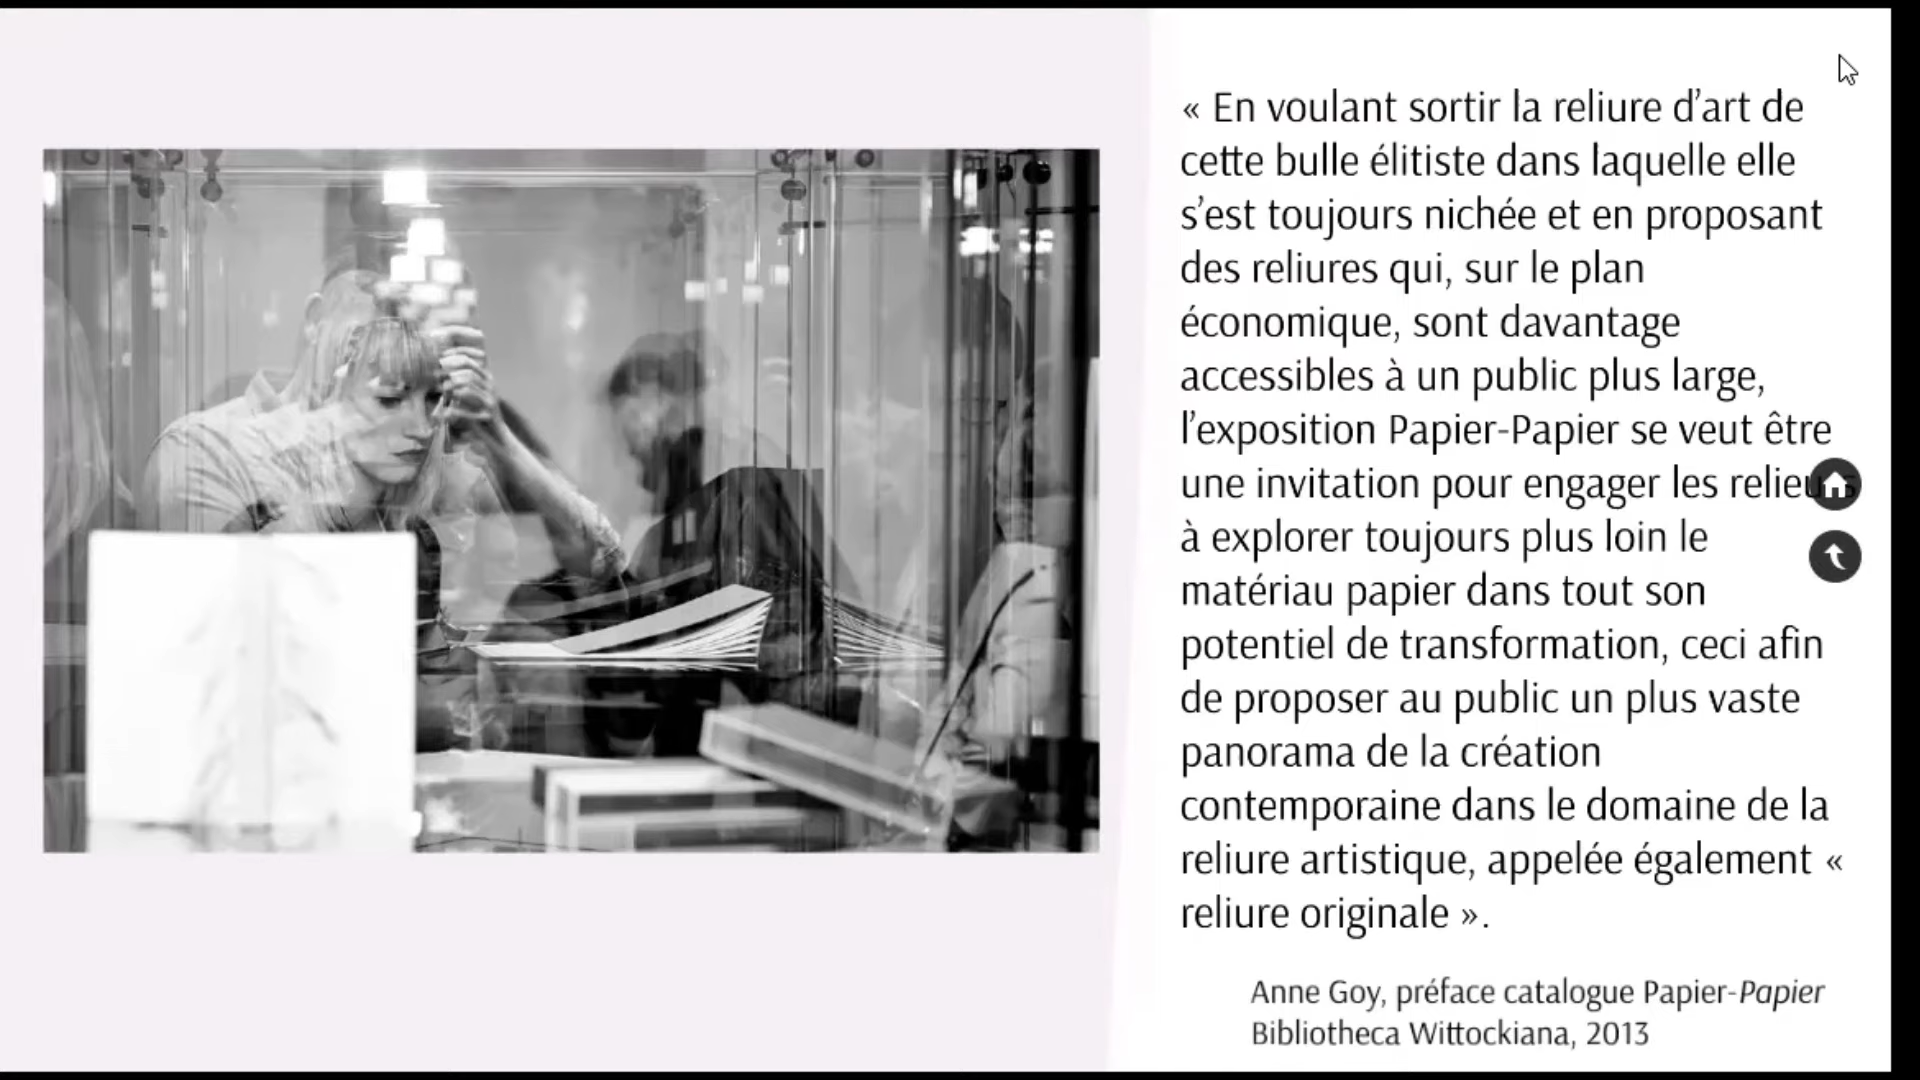 « En voulant sortir la reliure d’art de
cette bulle élitiste dans laquelle elle
s’est toujours nichée et en proposant
des reliures qui, sur le plan
économique, sont davantage
accessibles à un public plus large,
l’exposition Papier-Papier se veut être
une invitation pour engager les relieurs
à explorer toujours plus loin le
matériau papier dans tout son
potentiel de transformation, ceci afin
de proposer au public un plus vaste
panorama de la création
contemporaine dans le domaine de la
reliure artistique, appelée également «
reliure originale ».
Anne Goy, préface catalogue Papier-Papier
Bibliotheca Wittockiana, 2013